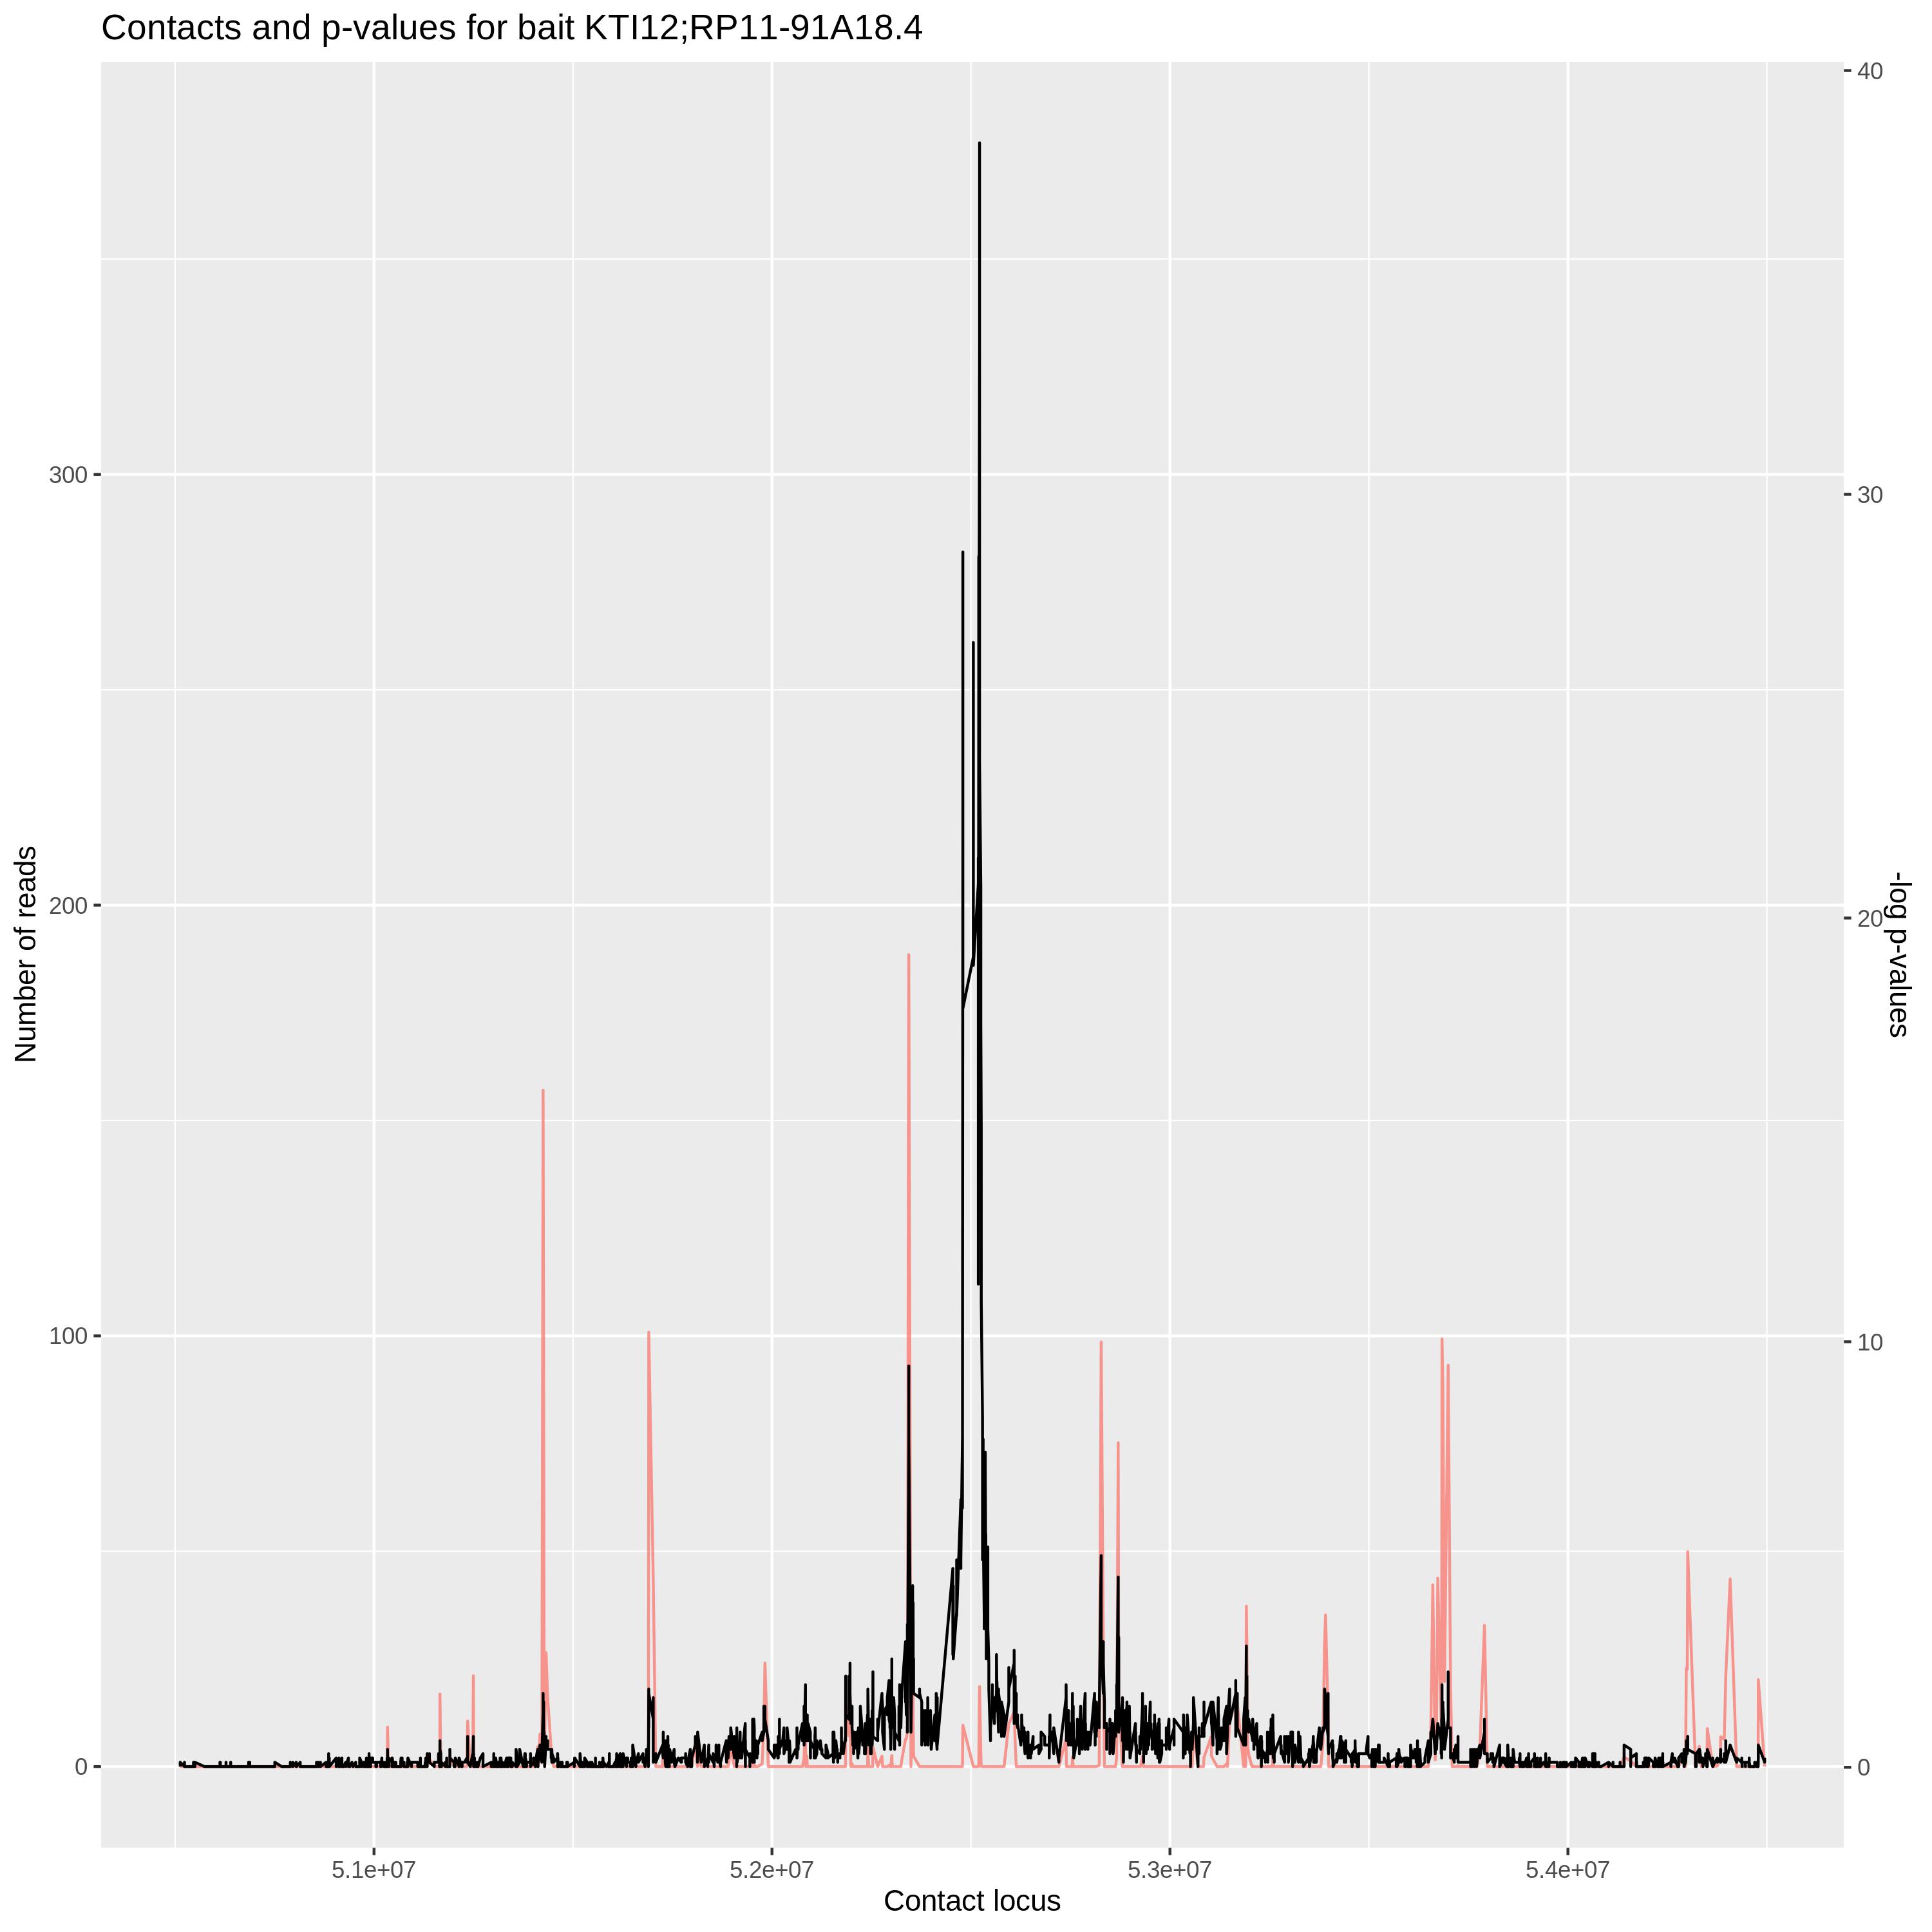 Contacts and p-values for bait KTI12;RP11-91A18.4
40
300
30
Number of reads
200
20
-log p-values
100
10
0
0
5.1e+07
5.2e+07
5.3e+07
5.4e+07
Contact locus